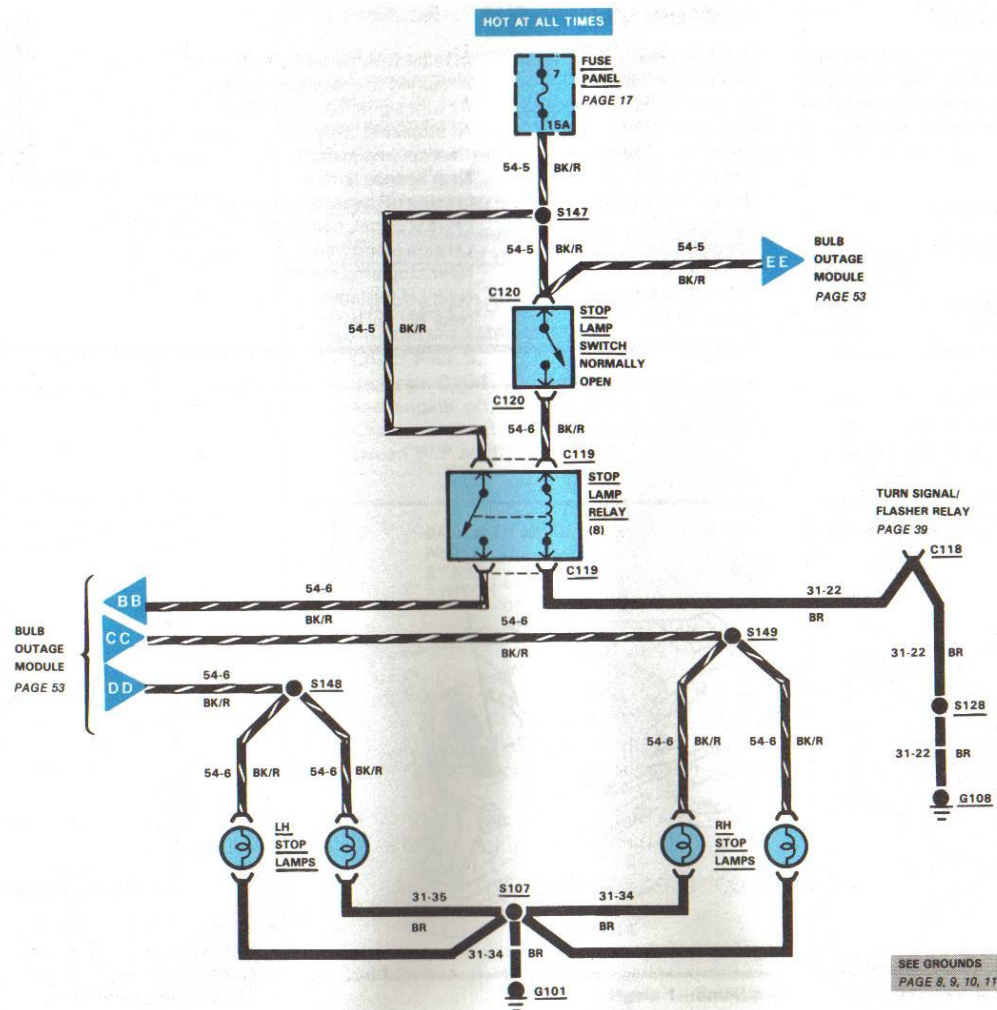 HOT AT ALL TIMES
7
FUSE
PANEL
PAGE 17
15A
54-5
BK/R
S147
54-5
BK/R
54-5
BK/R
EE
BULB
OUTAGE
MODULE
PAGE 53
C120
STOP
LAMP
SWITCH
NORMALLY
OPEN
54-5
BK/R
C120
54-6
BK/R
C119
STOP
LAMP
RELAY
(8)
TURN SIGNAL/
FLASHER RELAY
PAGE 39
C118
C119
BULB
OUTAGE
MODULE
PAGE 53
BB
54-6
BK/R
31-22
BR
CC
54-6
BK/R
S149
31-22
BR
DD
54-6
BK/R
S148
S128
54-6
BK/R
54-6
BK/R
54-6
BK/R
54-6
BK/R
31-22
BR
G108
LH
STOP
LAMPS
RH
STOP
LAMPS
31-35
BR
S107
31-34
BR
31-34
BR
G101
SEE GROUNDS
PAGE 8, 9, 10, 11